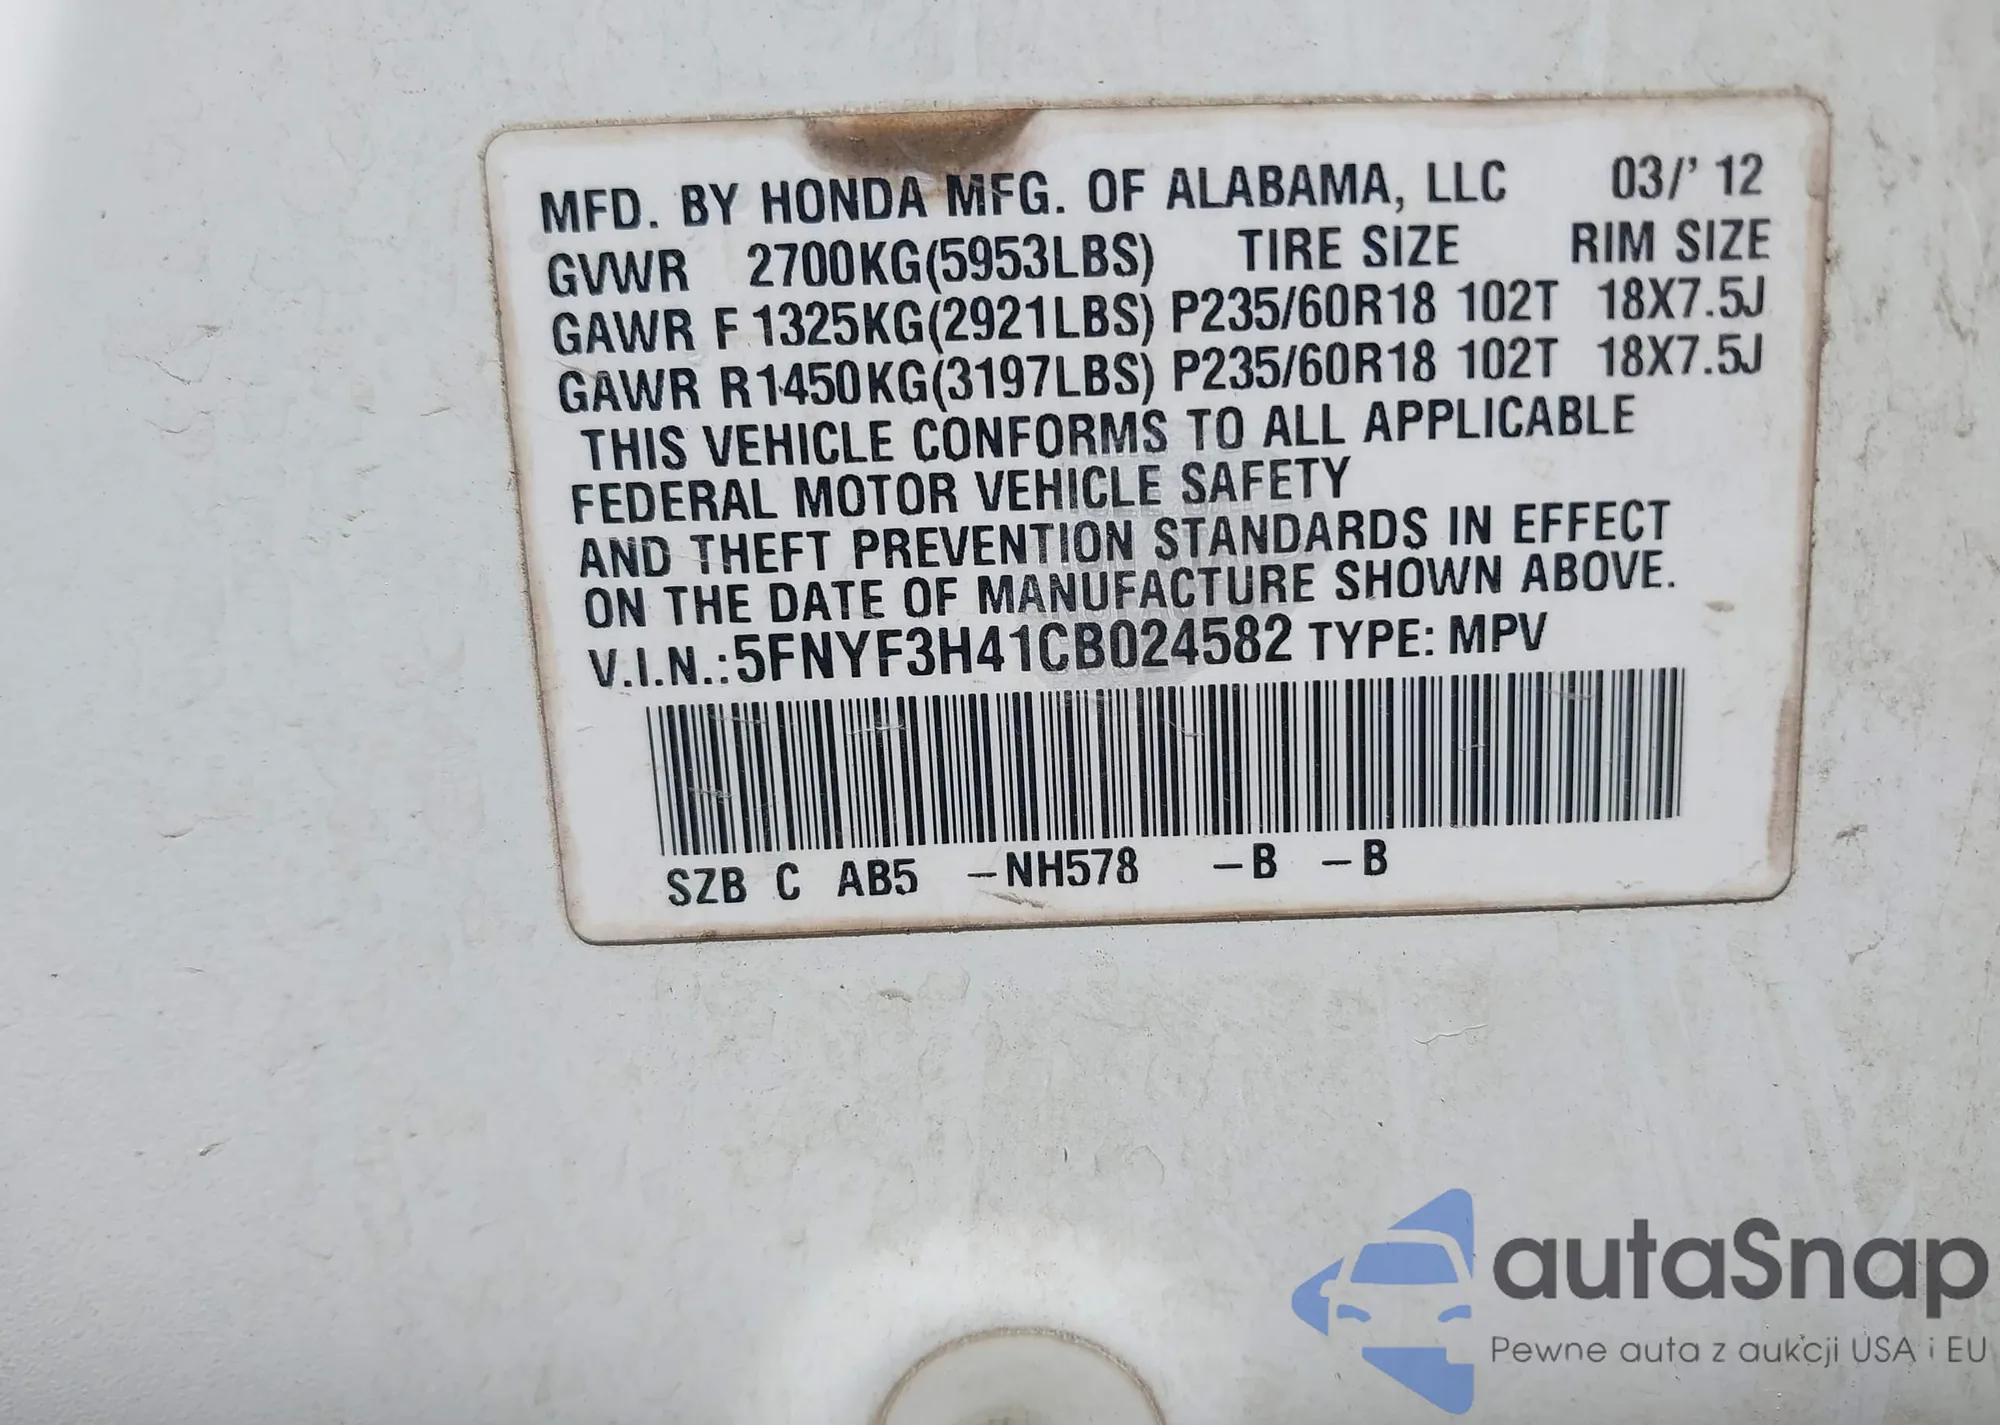 MFD. BY HONDA MFG. OF ALABAMA, LLC 03/' 12
GVWR 2700KG(5953LBS) TIRE SIZE RIM SIZE
GAWR F 1325KG(2921LBS) P235/60R18 102T 18X7.5J
GAWR R1450KG(3197LBS) P235/60R18 102T 18X7.5J
THIS VEHICLE CONFORMS TO ALL APPLICABLE
FEDERAL MOTOR VEHICLE SAFETY
AND THEFT PREVENTION STANDARDS IN EFFECT
ON THE DATE OF MANUFACTURE SHOWN ABOVE.
V.I.N.:5FNYF3H41CB024582 TYPE: MPV
SZB C AB5 –NH578 –B –B
autaSnap
Pewne auta z aukcji USA i EU